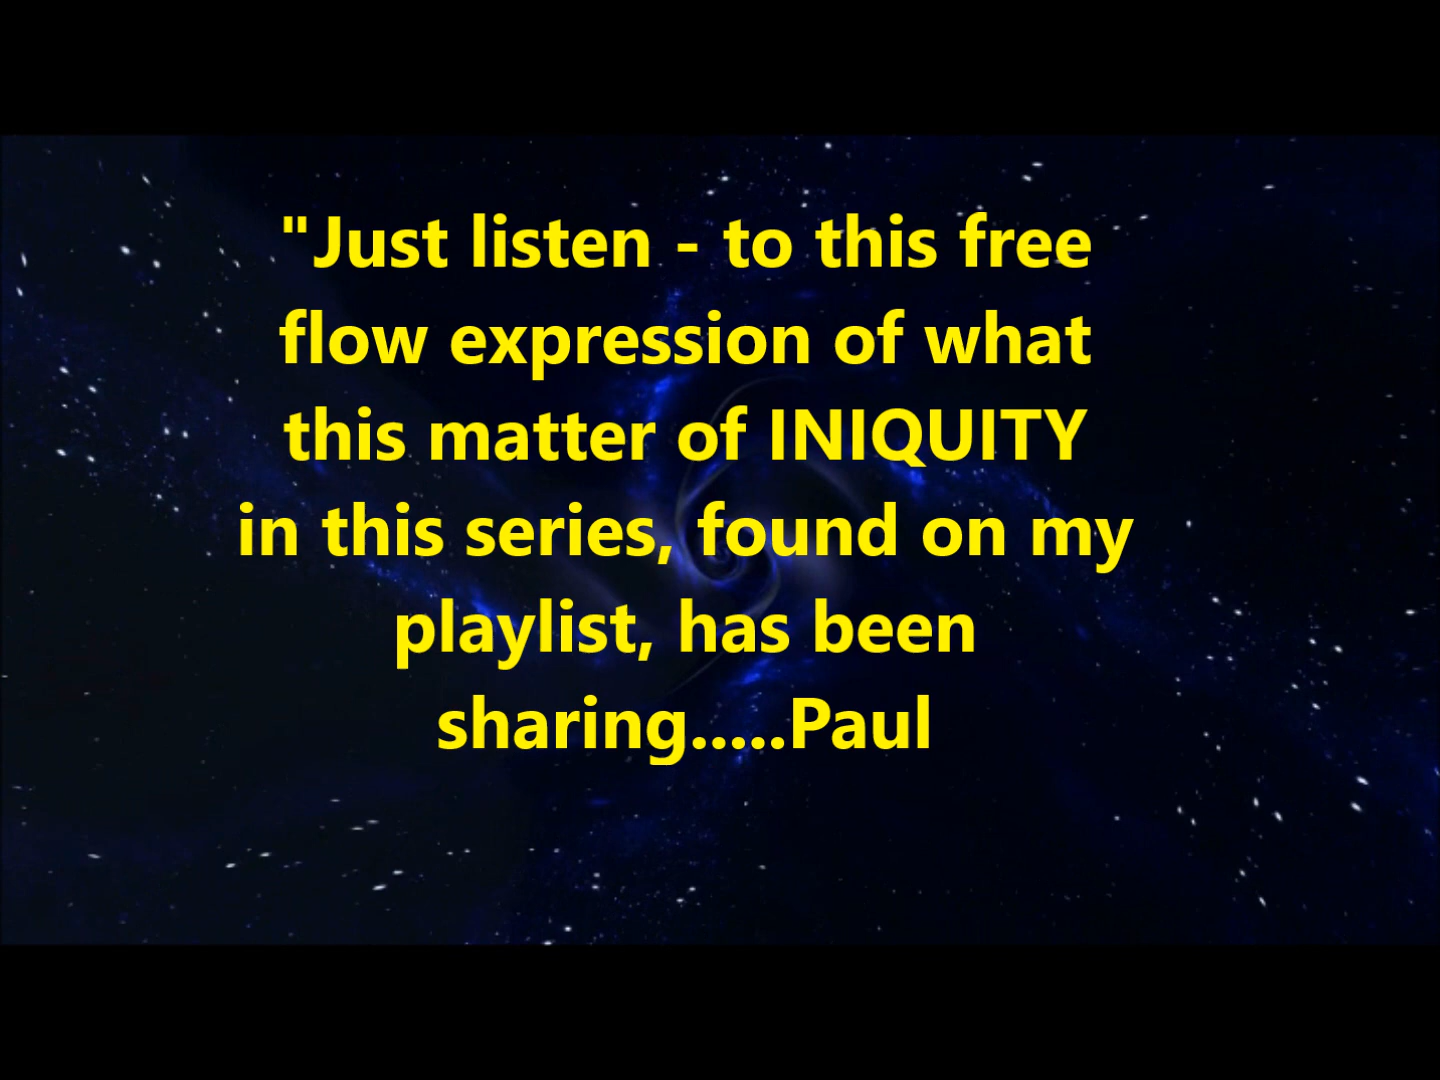 "Just listen - to this free
flow expression of what
this matter of INIQUITY
in this series, found on my
playlist, has been
sharing.....Paul